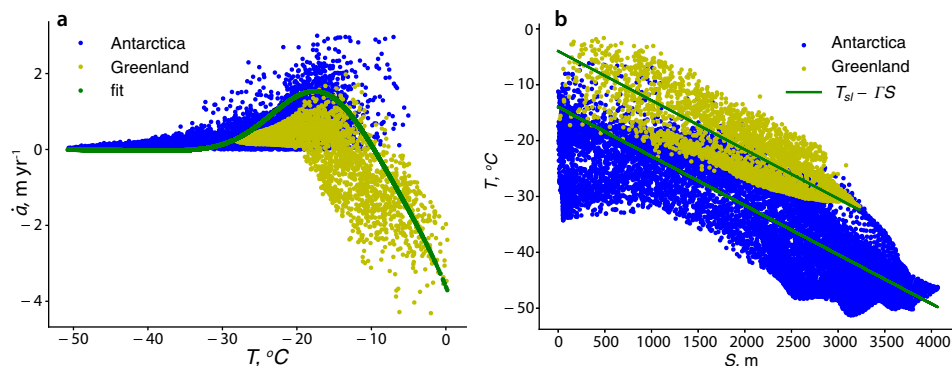 a
Antarctica
Greenland
fit
2
0
−2
−4
ȧ, m yr⁻¹
−50
−40
−30
−20
−10
0
T, °C
b
Antarctica
Greenland
Tₛₗ − ΓS
0
−10
−20
−30
−40
−50
T, °C
0
500
1000
1500
2000
2500
3000
3500
4000
S, m